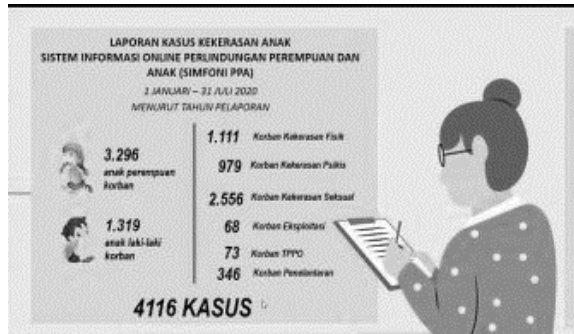 LAPORAN KASUS KEKERASAN ANAK
SISTEM INFORMASI ONLINE PERLINDUNGAN PEREMPUAN DAN
ANAK (SIMFONI PPA)
1 JANUARI – 31 JULI 2020
MENURUT TAHUN PELAPORAN
3.296
anak perempuan
korban
1.319
anak laki-laki
korban
1.111 Korban Kekerasan Fisik
979 Korban Kekerasan Psikis
2.556 Korban Kekerasan Seksual
68 Korban Eksploitasi
73 Korban TPPO
346 Korban Penelantaran
4116 KASUS